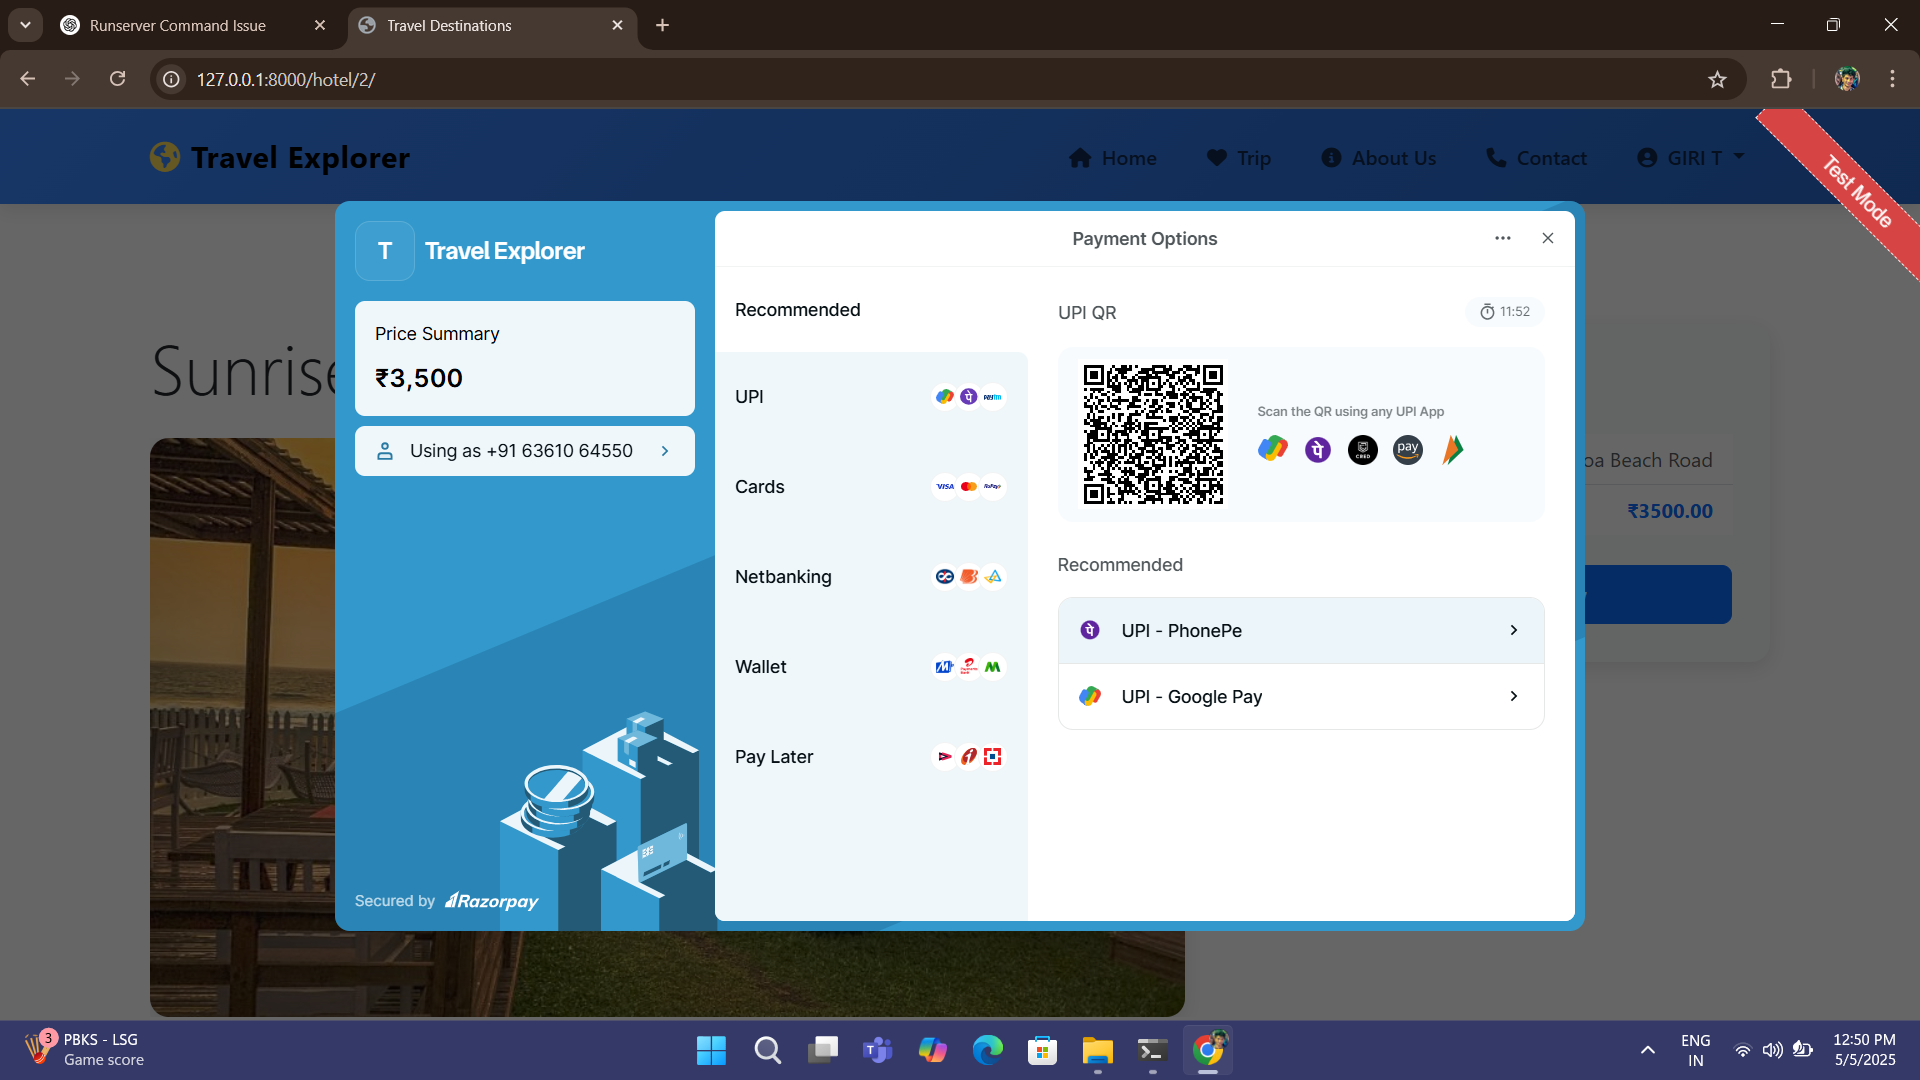 Runserver Command Issue
Travel Destinations
127.0.0.1:8000/hotel/2/
Travel Explorer
Home
Trip
About Us
Contact
GIRI T
Test Mode
T
Travel Explorer
Price Summary
₹3,500
Using as +91 63610 64550
Secured by Razorpay
Payment Options
Recommended
UPI
Cards
VISA
RuPay
Netbanking
Wallet
Pay Later
UPI QR
11:52
Scan the QR using any UPI App
CRED
pay
Recommended
UPI - PhonePe
UPI - Google Pay
Sunrise
oa Beach Road
₹3500.00
3
PBKS - LSG
Game score
ENG
IN
12:50 PM
5/5/2025